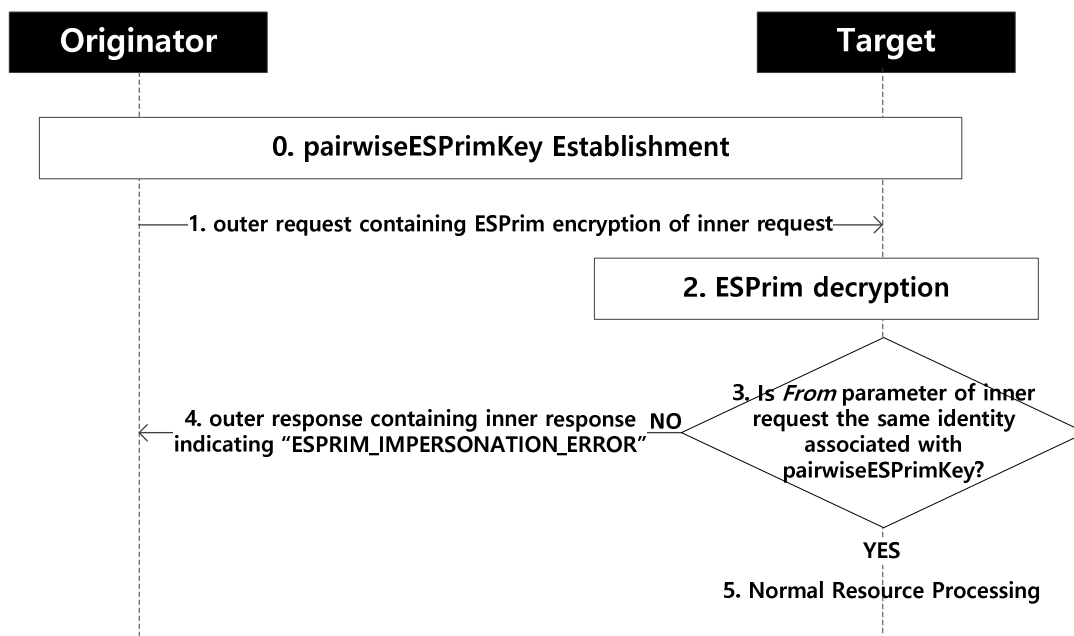 Originator
Target
0. pairwiseESPrimKey Establishment
1. outer request containing ESPrim encryption of inner request
2. ESPrim decryption
3. Is From parameter of inner
request the same identity
associated with
pairwiseESPrimKey?
4. outer response containing inner response
indicating “ESPRIM_IMPERSONATION_ERROR”
NO
YES
5. Normal Resource Processing